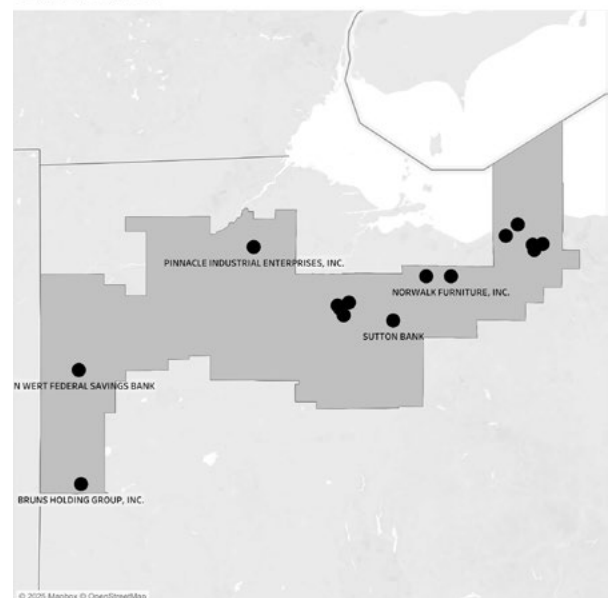 PINNACLE INDUSTRIAL ENTERPRISES, INC.
NORWALK FURNITURE, INC.
SUTTON BANK
N WERT FEDERAL SAVINGS BANK
BRUNS HOLDING GROUP, INC.
© 2025 Mapbox © OpenStreetMap